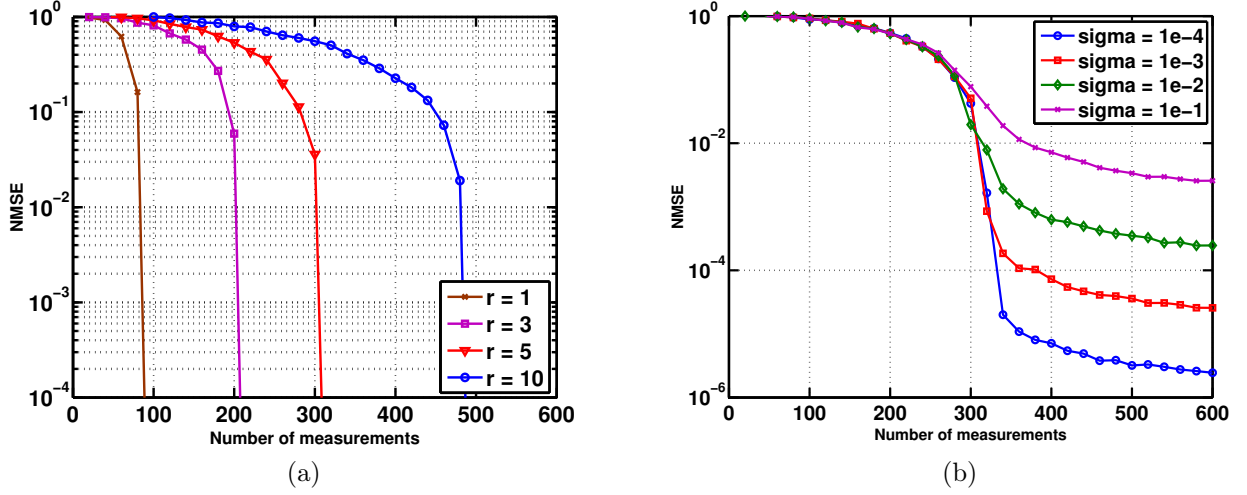 10^0
10^−1
10^−2
10^−3
10^−4
NMSE
0 100 200 300 400 500 600
Number of measurements
r = 1
r = 3
r = 5
r = 10
(a)
10^0
10^−2
10^−4
10^−6
NMSE
0 100 200 300 400 500 600
Number of measurements
sigma = 1e−4
sigma = 1e−3
sigma = 1e−2
sigma = 1e−1
(b)